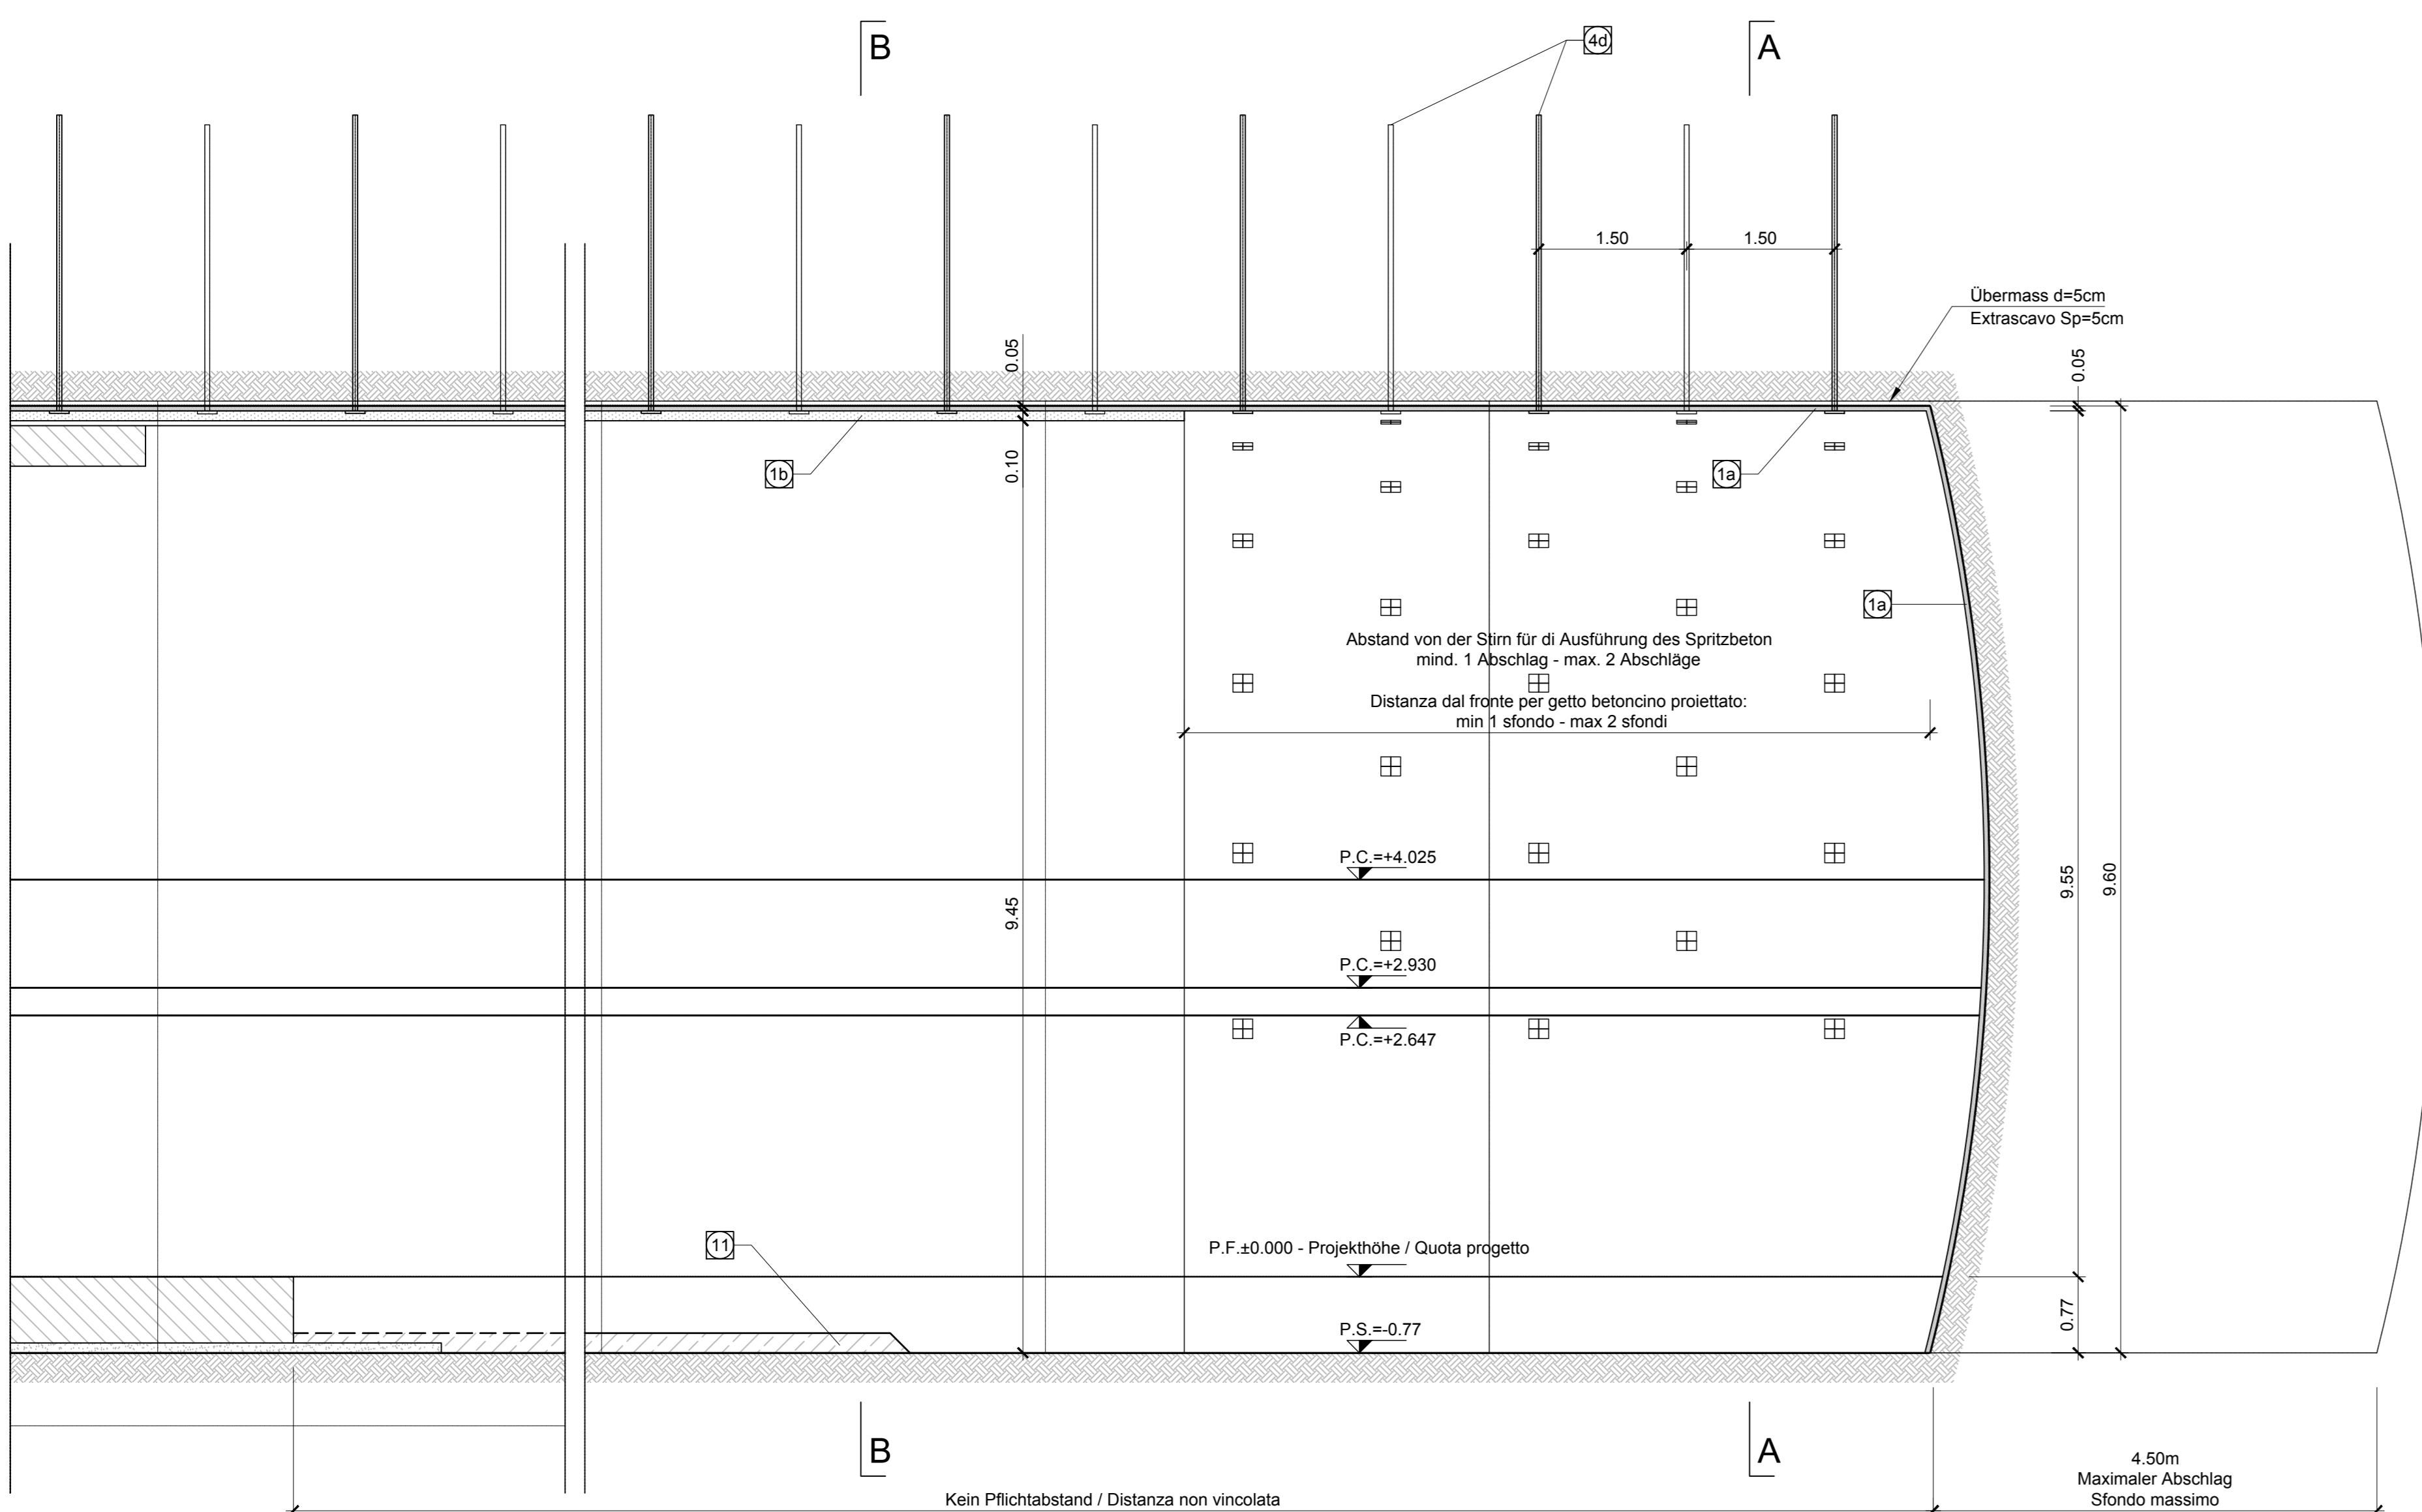 B
A
4d
1.50
1.50
Übermass d=5cm
Extrascavo Sp=5cm
0.05
0.05
0.10
1b
1a
1a
Abstand von der Stirn für di Ausführung des Spritzbeton
mind. 1 Abschlag - max. 2 Abschläge
Distanza dal fronte per getto betoncino proiettato:
min 1 sfondo - max 2 sfondi
P.C.=+4.025
9.45
9.55
9.60
P.C.=+2.930
P.C.=+2.647
11
P.F.±0.000 - Projekthöhe / Quota progetto
P.S.=-0.77
0.77
B
A
4.50m
Maximaler Abschlag
Sfondo massimo
Kein Pflichtabstand / Distanza non vincolata